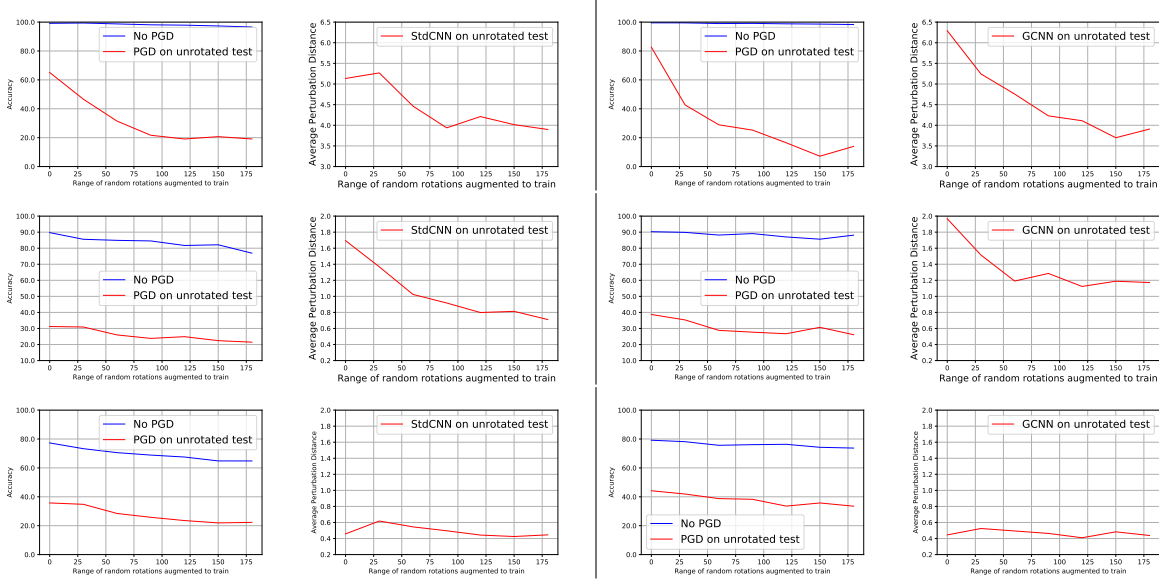 100.0
80.0
60.0
40.0
20.0
0.0
Accuracy
No PGD
PGD on unrotated test
0 25 50 75 100 125 150 175
Range of random rotations augmented to train
6.5
6.0
5.5
5.0
4.5
4.0
3.5
3.0
Average Perturbation Distance
StdCNN on unrotated test
0 25 50 75 100 125 150 175
Range of random rotations augmented to train
100.0
80.0
60.0
40.0
20.0
0.0
Accuracy
No PGD
PGD on unrotated test
0 25 50 75 100 125 150 175
Range of random rotations augmented to train
6.5
6.0
5.5
5.0
4.5
4.0
3.5
3.0
Average Perturbation Distance
GCNN on unrotated test
0 25 50 75 100 125 150 175
Range of random rotations augmented to train
100.0
90.0
80.0
70.0
60.0
50.0
40.0
30.0
20.0
10.0
Accuracy
No PGD
PGD on unrotated test
0 25 50 75 100 125 150 175
Range of random rotations augmented to train
2.0
1.8
1.6
1.4
1.2
1.0
0.8
0.6
0.4
0.2
Average Perturbation Distance
StdCNN on unrotated test
0 25 50 75 100 125 150 175
Range of random rotations augmented to train
100.0
90.0
80.0
70.0
60.0
50.0
40.0
30.0
20.0
10.0
Accuracy
No PGD
PGD on unrotated test
0 25 50 75 100 125 150 175
Range of random rotations augmented to train
2.0
1.8
1.6
1.4
1.2
1.0
0.8
0.6
0.4
0.2
Average Perturbation Distance
GCNN on unrotated test
0 25 50 75 100 125 150 175
Range of random rotations augmented to train
100.0
80.0
60.0
40.0
20.0
0.0
Accuracy
No PGD
PGD on unrotated test
0 25 50 75 100 125 150 175
Range of random rotations augmented to train
2.0
1.8
1.6
1.4
1.2
1.0
0.8
0.6
0.4
0.2
Average Perturbation Distance
StdCNN on unrotated test
0 25 50 75 100 125 150 175
Range of random rotations augmented to train
100.0
80.0
60.0
40.0
20.0
0.0
Accuracy
No PGD
PGD on unrotated test
0 25 50 75 100 125 150 175
Range of random rotations augmented to train
2.0
1.8
1.6
1.4
1.2
1.0
0.8
0.6
0.4
0.2
Average Perturbation Distance
GCNN on unrotated test
0 25 50 75 100 125 150 175
Range of random rotations augmented to train